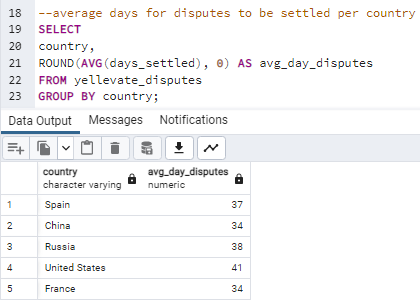 18 --average days for disputes to be settled per country
19 SELECT
20 country,
21 ROUND(AVG(days_settled), 0) AS avg_day_disputes
22 FROM yellevate_disputes
23 GROUP BY country;
Data Output Messages Notifications
country avg_day_disputes
character varying numeric
1 Spain 37
2 China 34
3 Russia 38
4 United States 41
5 France 34